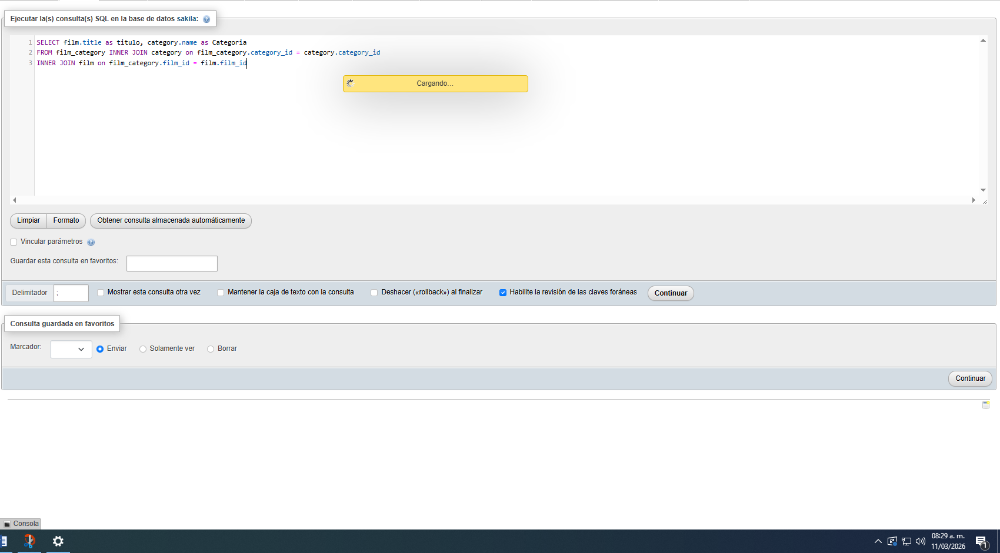 Ejecutar la(s) consulta(s) SQL en la base de datos sakila:
1 SELECT film.title as titulo, category.name as Categoria
2 FROM film_category INNER JOIN category on film_category.category_id = category.category_id
3 INNER JOIN film on film_category.film_id = film.film_id
Cargando...
Limpiar Formato Obtener consulta almacenada automáticamente
Vincular parámetros
Guardar esta consulta en favoritos:
Delimitador ; Mostrar esta consulta otra vez Mantener la caja de texto con la consulta Deshacer («rollback») al finalizar Habilite la revisión de las claves foráneas Continuar
Consulta guardada en favoritos
Marcador: Enviar Solamente ver Borrar
Continuar
Consola
08:29 a. m.
11/03/2026
1